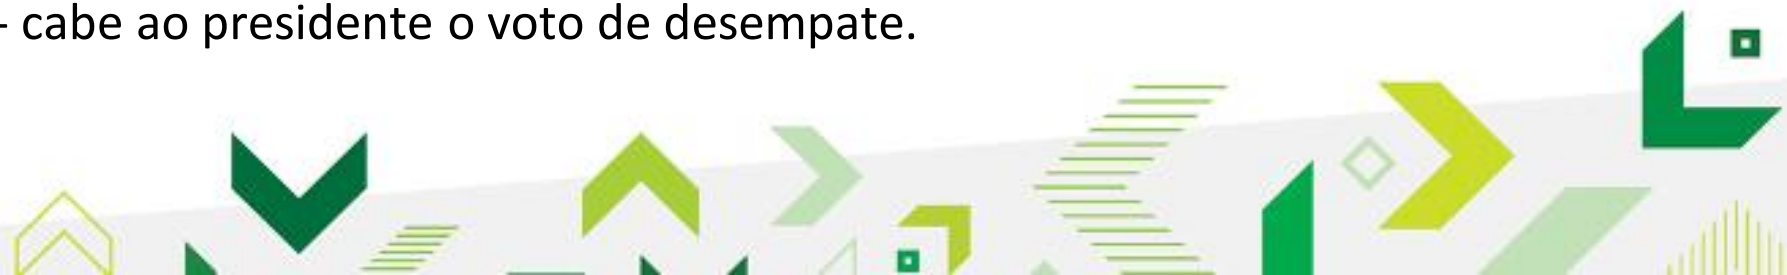 - cabe ao presidente o voto de desempate.